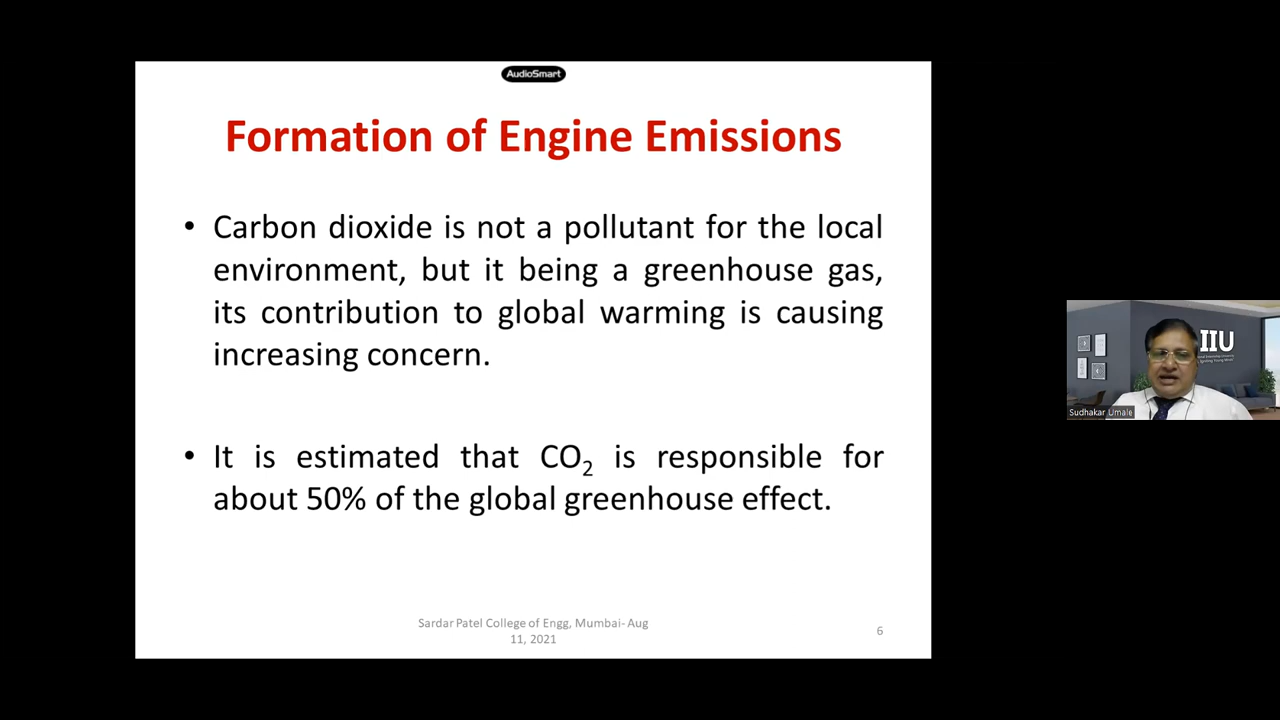 AudioSmart
Formation of Engine Emissions
• Carbon dioxide is not a pollutant for the local
environment, but it being a greenhouse gas,
its contribution to global warming is causing
increasing concern.
• It is estimated that CO₂ is responsible for
about 50% of the global greenhouse effect.
Sardar Patel College of Engg, Mumbai- Aug
11, 2021
6
IIU
Sudhakar Umale